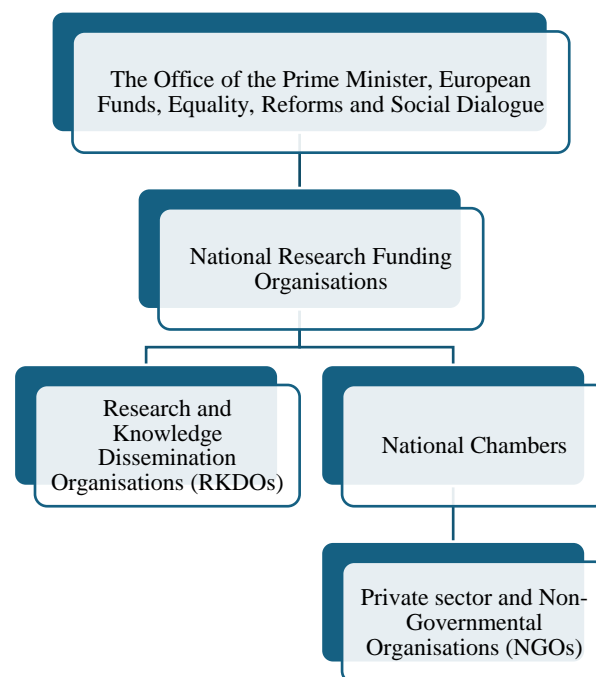 The Office of the Prime Minister, European
Funds, Equality, Reforms and Social Dialogue
National Research Funding
Organisations
Research and
Knowledge
Dissemination
Organisations (RKDOs)
National Chambers
Private sector and Non-
Governmental
Organisations (NGOs)